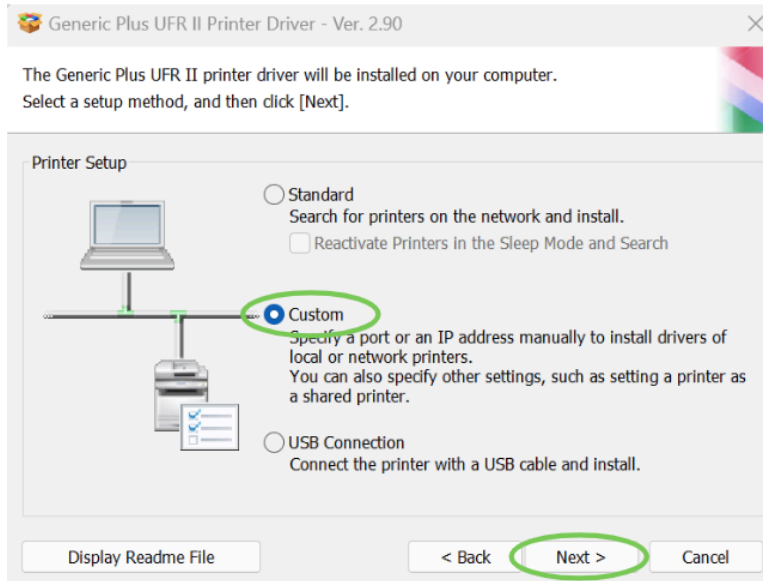 Generic Plus UFR II Printer Driver - Ver. 2.90
The Generic Plus UFR II printer driver will be installed on your computer.
Select a setup method, and then click [Next].
Printer Setup
Standard
Search for printers on the network and install.
Reactivate Printers in the Sleep Mode and Search
Custom
Specify a port or an IP address manually to install drivers of
local or network printers.
You can also specify other settings, such as setting a printer as
a shared printer.
USB Connection
Connect the printer with a USB cable and install.
Display Readme File
< Back
Next >
Cancel